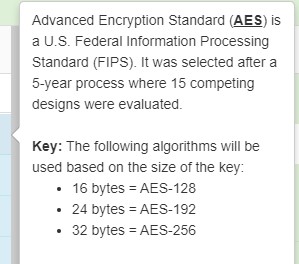 Advanced Encryption Standard (AES) is
a U.S. Federal Information Processing
Standard (FIPS). It was selected after a
5-year process where 15 competing
designs were evaluated.
Key: The following algorithms will be
used based on the size of the key:
• 16 bytes = AES-128
• 24 bytes = AES-192
• 32 bytes = AES-256